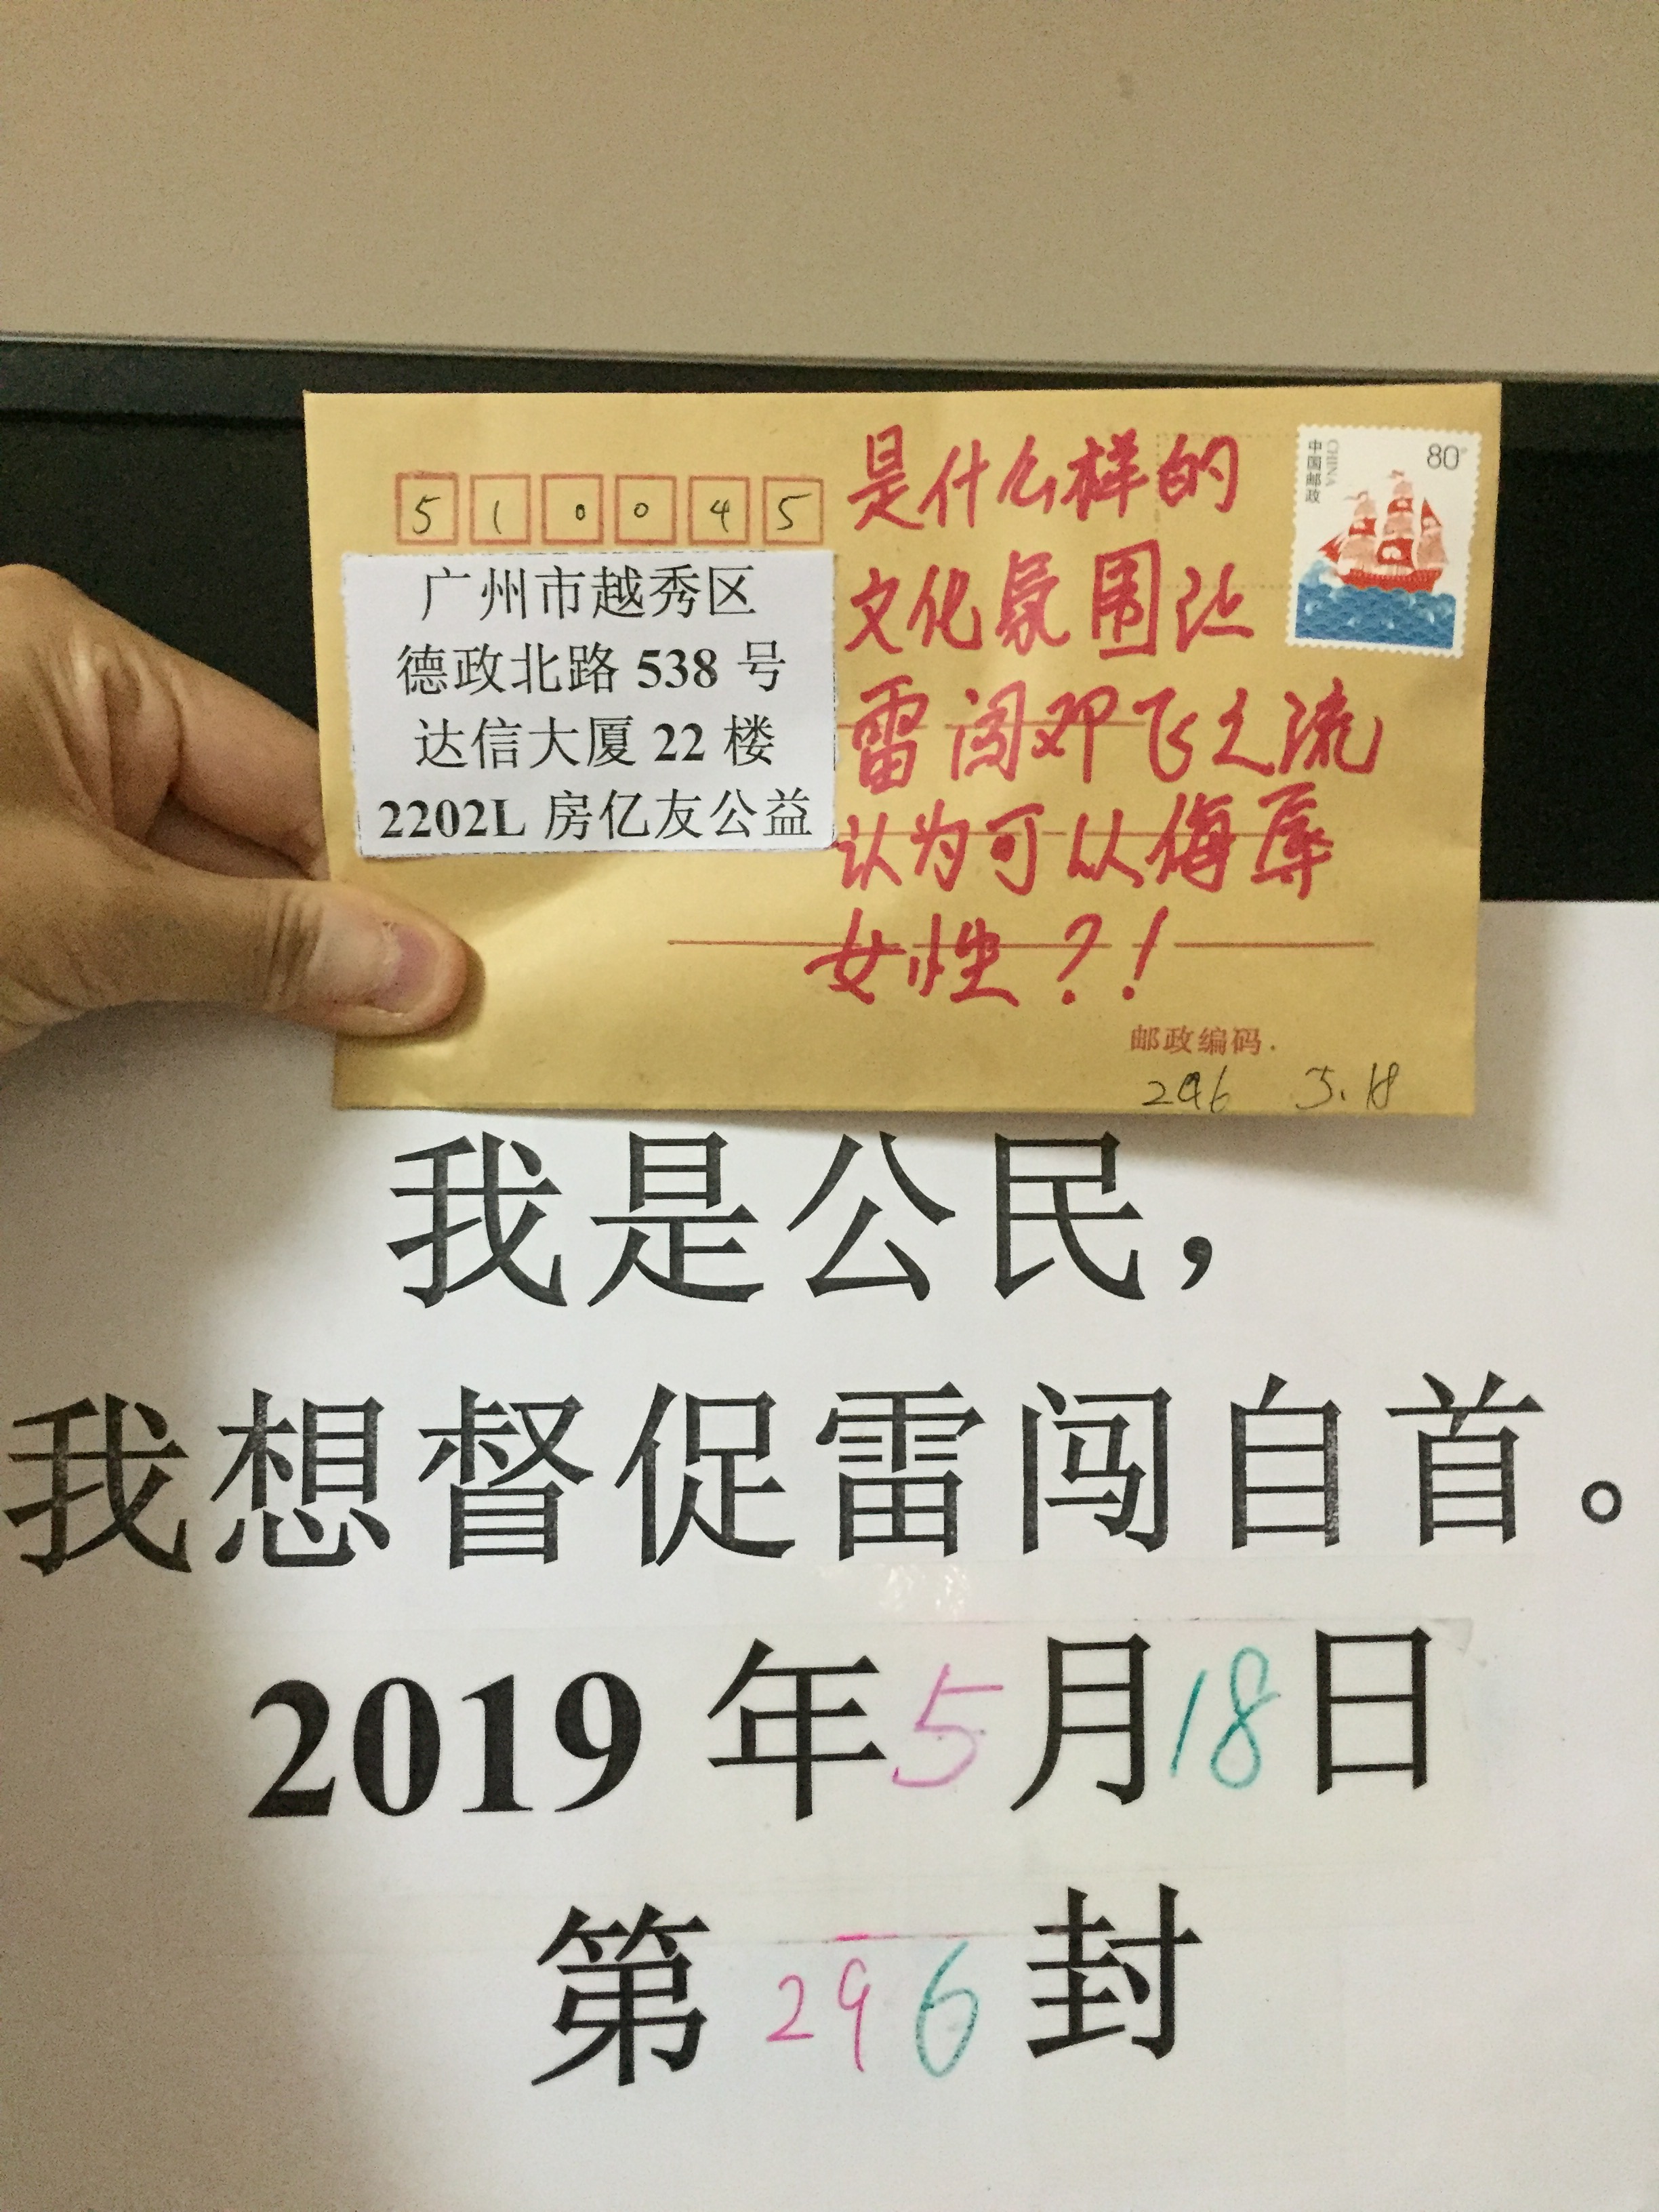 510045
广州市越秀区
德政北路 538 号
达信大厦 22 楼
2202L 房亿友公益
是什么样的
文化氛围让
雷闯邓飞之流
认为可以侮辱
女性?!
中国邮政
CHINA
80
邮政编码.
296 5.18
我是公民，
我想督促雷闯自首。
2019 年 5 月 18 日
第 296 封